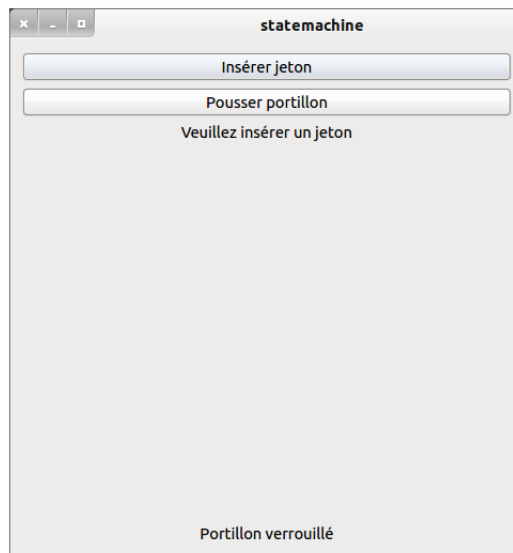 statemachine
Insérer jeton
Pousser portillon
Veuillez insérer un jeton
Portillon verrouillé